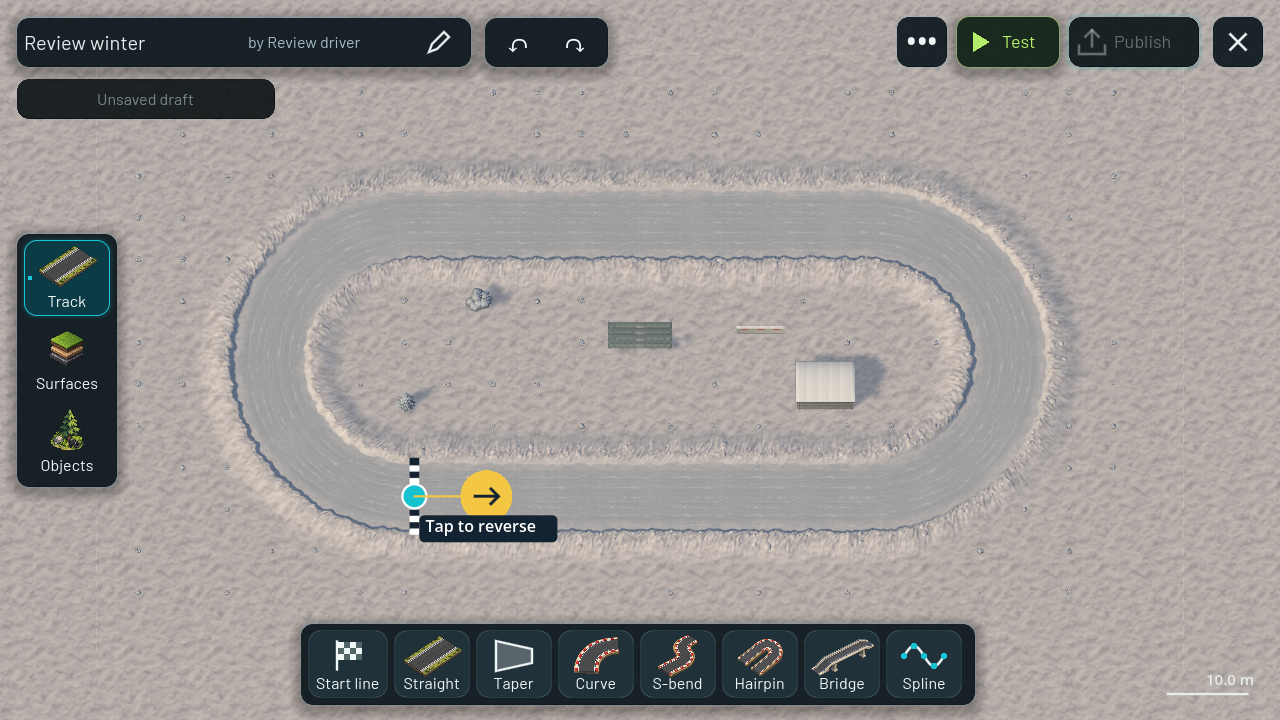 Review winter
by Review driver
Test
Publish
Unsaved draft
Track
Surfaces
Objects
Tap to reverse
Start line
Straight
Taper
Curve
S-bend
Hairpin
Bridge
Spline
10.0 m